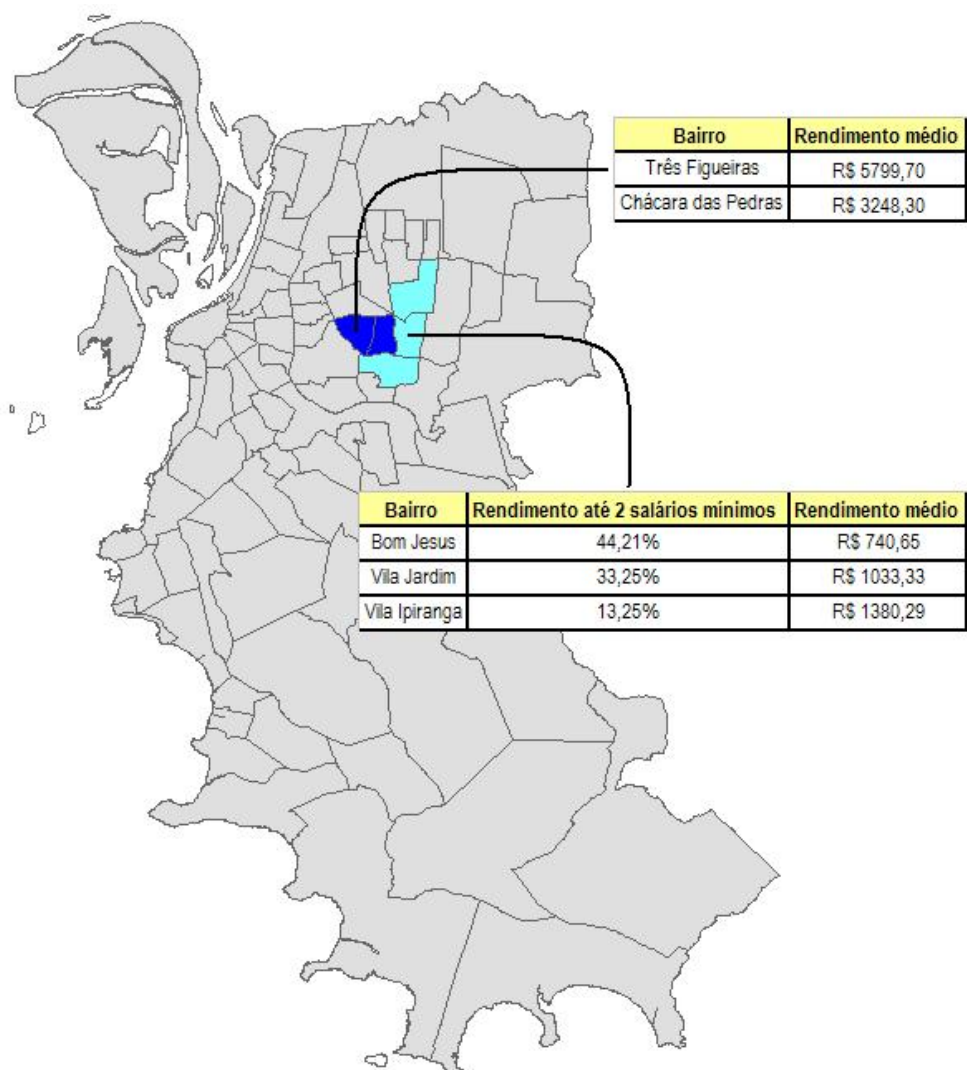 Bairro Rendimento médio
Três Figueiras R$ 5799,70
Chácara das Pedras R$ 3248,30
Bairro Rendimento até 2 salários mínimos Rendimento médio
Bom Jesus 44,21% R$ 740,65
Vila Jardim 33,25% R$ 1033,33
Vila Ipiranga 13,25% R$ 1380,29